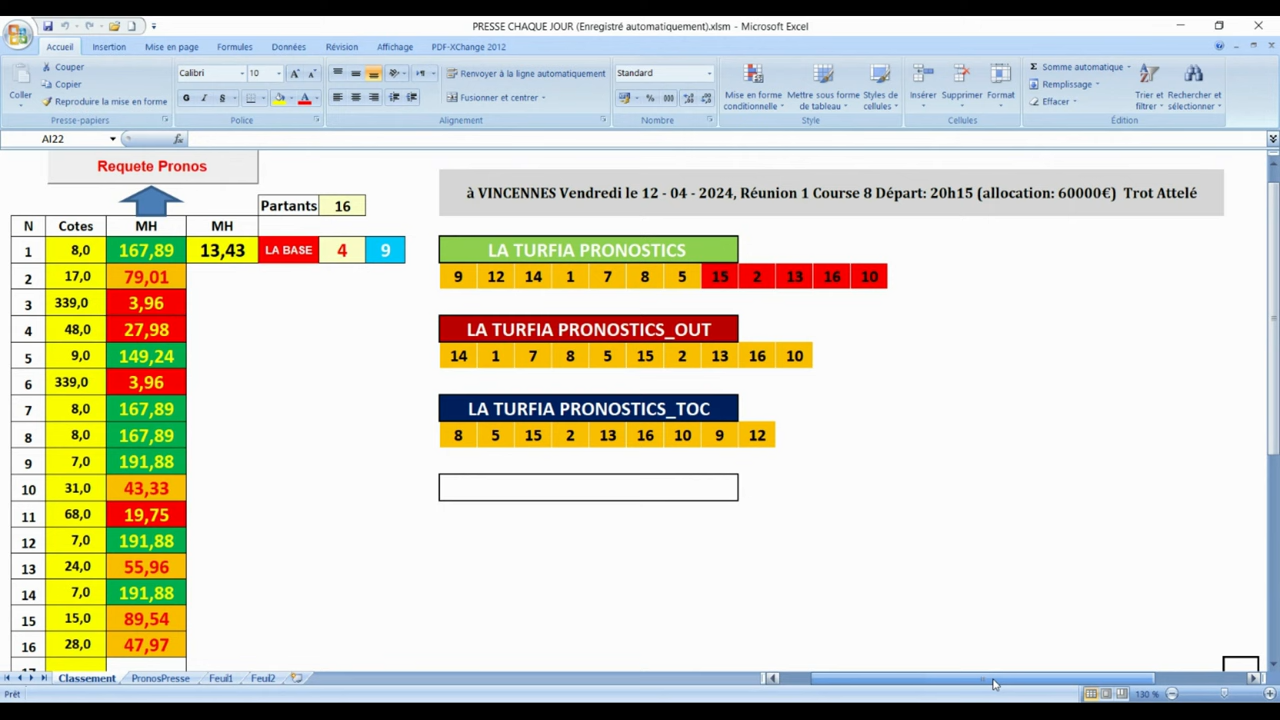 PRESSE CHAQUE JOUR (Enregistré automatiquement).xlsm - Microsoft Excel
Accueil Insertion Mise en page Formules Données Révision Affichage PDF-XChange 2012
Couper Calibri 10 Renvoyer à la ligne automatiquement Standard Somme automatique
Copier Remplissage
Coller Reproduire la mise en forme G I S Fusionner et centrer % 000 Mise en forme conditionnelle Mettre sous forme de tableau Styles de cellules Insérer Supprimer Format Effacer Trier et filtrer Rechercher et sélectionner
Presse-papiers Police Alignement Nombre Style Cellules Édition
AI22 fx
Requete Pronos
à VINCENNES Vendredi le 12 - 04 - 2024, Réunion 1 Course 8 Départ: 20h15 (allocation: 60000€) Trot Attelé
Partants 16
N Cotes MH MH
1 8,0 167,89 13,43 LA BASE 4 9 LA TURFIA PRONOSTICS
2 17,0 79,01 9 12 14 1 7 8 5 15 2 13 16 10
3 339,0 3,96
4 48,0 27,98 LA TURFIA PRONOSTICS_OUT
5 9,0 149,24 14 1 7 8 5 15 2 13 16 10
6 339,0 3,96
7 8,0 167,89 LA TURFIA PRONOSTICS_TOC
8 8,0 167,89 8 5 15 2 13 16 10 9 12
9 7,0 191,88
10 31,0 43,33
11 68,0 19,75
12 7,0 191,88
13 24,0 55,96
14 7,0 191,88
15 15,0 89,54
16 28,0 47,97
17
Classement PronosPresse Feuil1 Feuil2
Prêt 130 %